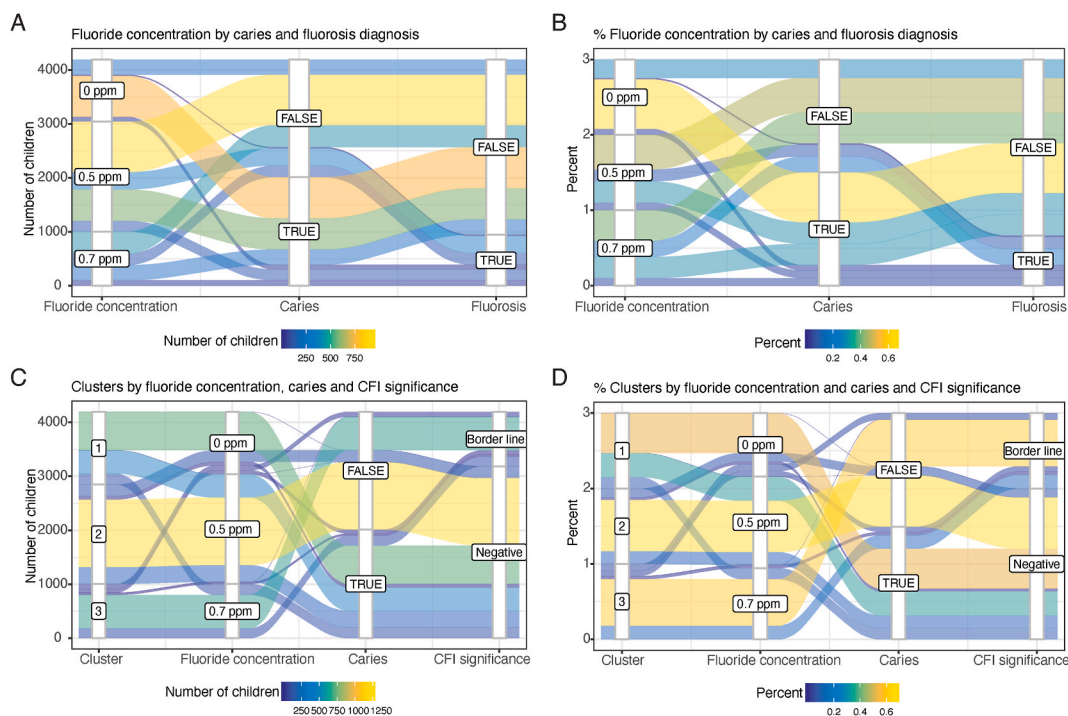 A
Fluoride concentration by caries and fluorosis diagnosis
Number of children
4000
3000
2000
1000
0
0 ppm
0.5 ppm
0.7 ppm
FALSE
TRUE
FALSE
TRUE
Fluoride concentration
Caries
Fluorosis
Number of children
250
500
750
B
% Fluoride concentration by caries and fluorosis diagnosis
Percent
3
2
1
0
0 ppm
0.5 ppm
0.7 ppm
FALSE
TRUE
FALSE
TRUE
Fluoride concentration
Caries
Fluorosis
Percent
0.2
0.4
0.6
C
Clusters by fluoride concentration, caries and CFI significance
Number of children
4000
3000
2000
1000
0
1
2
3
0 ppm
0.5 ppm
0.7 ppm
FALSE
TRUE
Border line
Negative
Cluster
Fluoride concentration
Caries
CFI significance
Number of children
250
500
750
1000
1250
D
% Clusters by fluoride concentration and caries and CFI significance
Percent
3
2
1
0
1
2
3
0 ppm
0.5 ppm
0.7 ppm
FALSE
TRUE
Border line
Negative
Cluster
Fluoride concentration
Caries
CFI significance
Percent
0.2
0.4
0.6